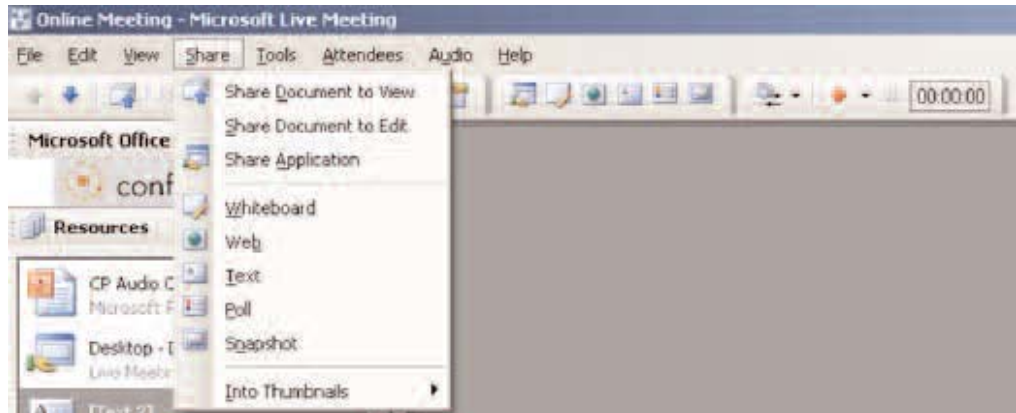 Online Meeting - Microsoft Live Meeting
File Edit View Share Tools Attendees Audio Help
00:00:00
Share Document to View
Share Document to Edit
Share Application
Whiteboard
Web
Text
Poll
Snapshot
Into Thumbnails
Microsoft Office
conf
Resources
CP Audio C
Microsoft P
Desktop - D
Live Meetin